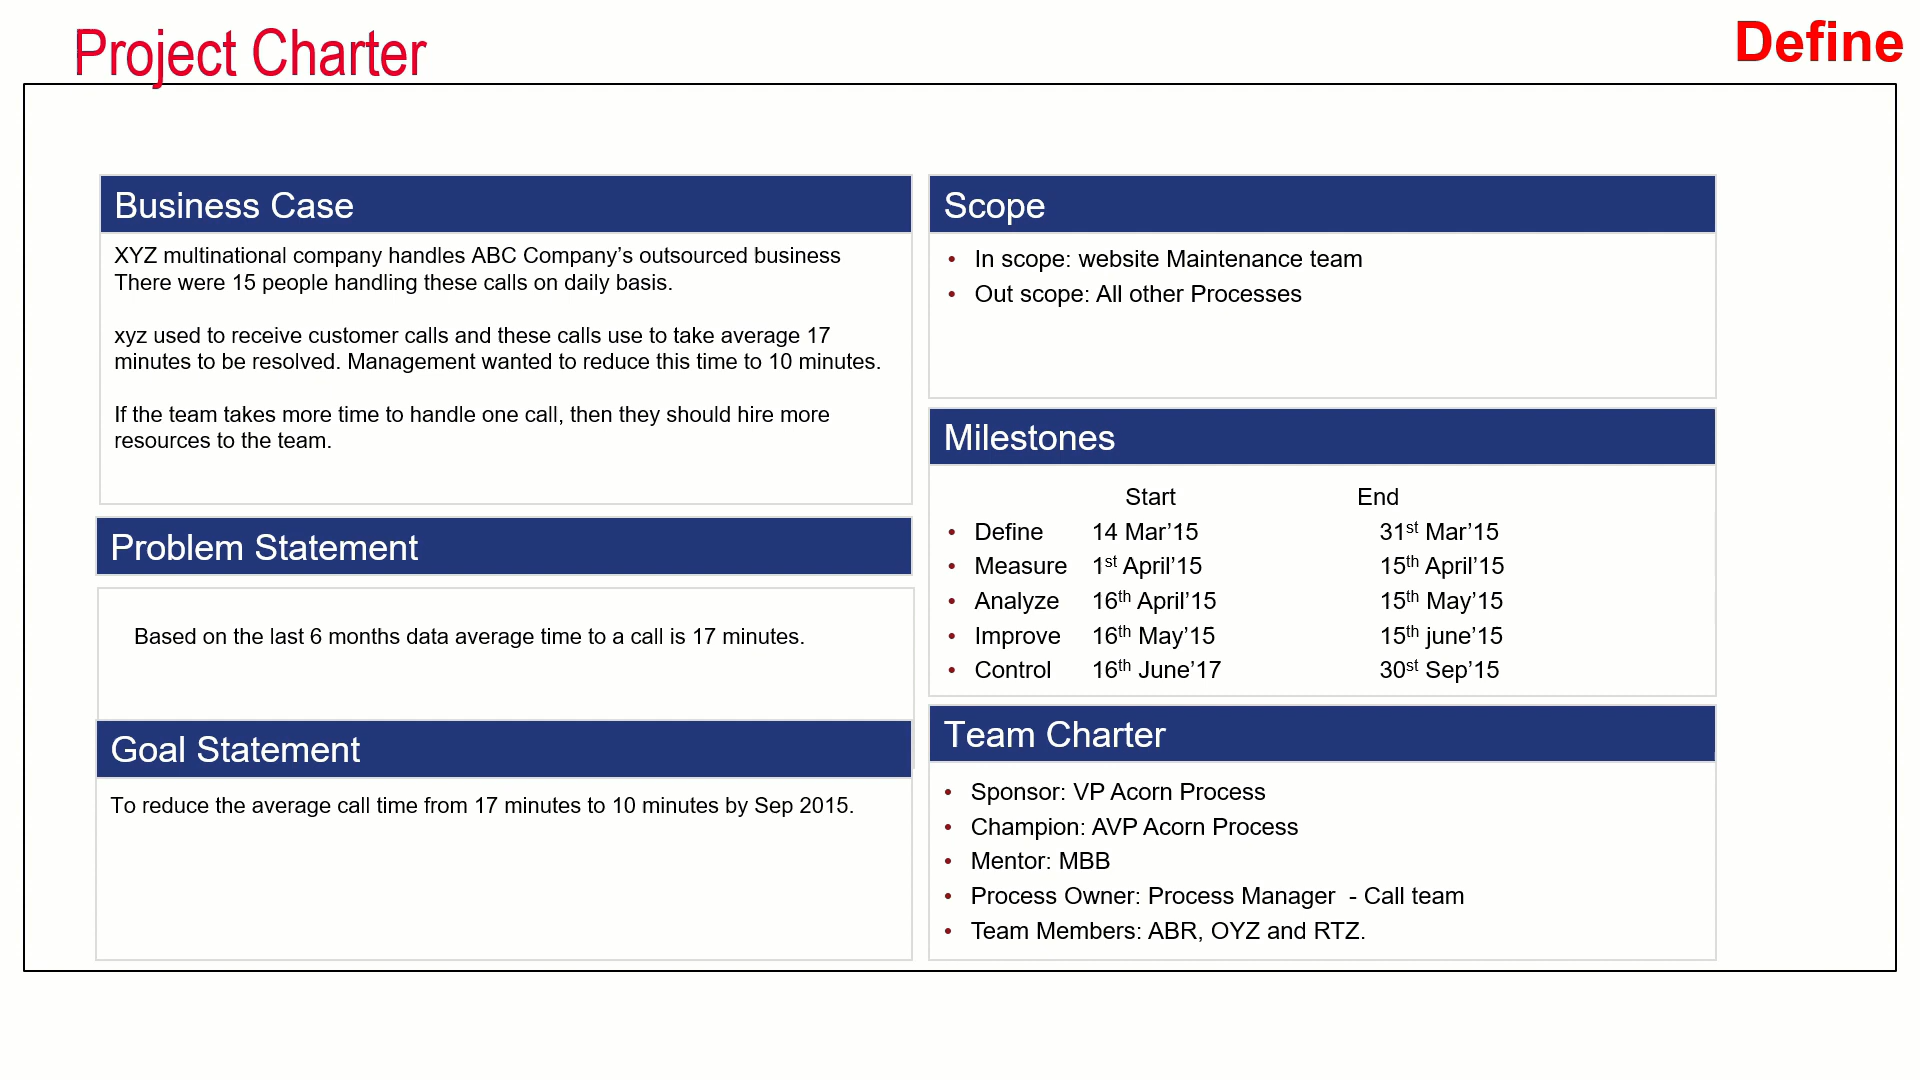 Project Charter
Define
Business Case
XYZ multinational company handles ABC Company’s outsourced business
There were 15 people handling these calls on daily basis.
xyz used to receive customer calls and these calls use to take average 17
minutes to be resolved. Management wanted to reduce this time to 10 minutes.
If the team takes more time to handle one call, then they should hire more
resources to the team.
Problem Statement
Based on the last 6 months data average time to a call is 17 minutes.
Goal Statement
To reduce the average call time from 17 minutes to 10 minutes by Sep 2015.
Scope
• In scope: website Maintenance team
• Out scope: All other Processes
Milestones
Start End
• Define 14 Mar’15 31st Mar’15
• Measure 1st April’15 15th April’15
• Analyze 16th April’15 15th May’15
• Improve 16th May’15 15th june’15
• Control 16th June’17 30st Sep’15
Team Charter
• Sponsor: VP Acorn Process
• Champion: AVP Acorn Process
• Mentor: MBB
• Process Owner: Process Manager - Call team
• Team Members: ABR, OYZ and RTZ.